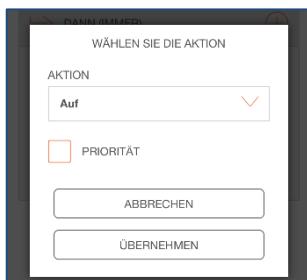 DANN (IMMER)
WÄHLEN SIE DIE AKTION
AKTION
Auf
PRIORITÄT
ABBRECHEN
ÜBERNEHMEN